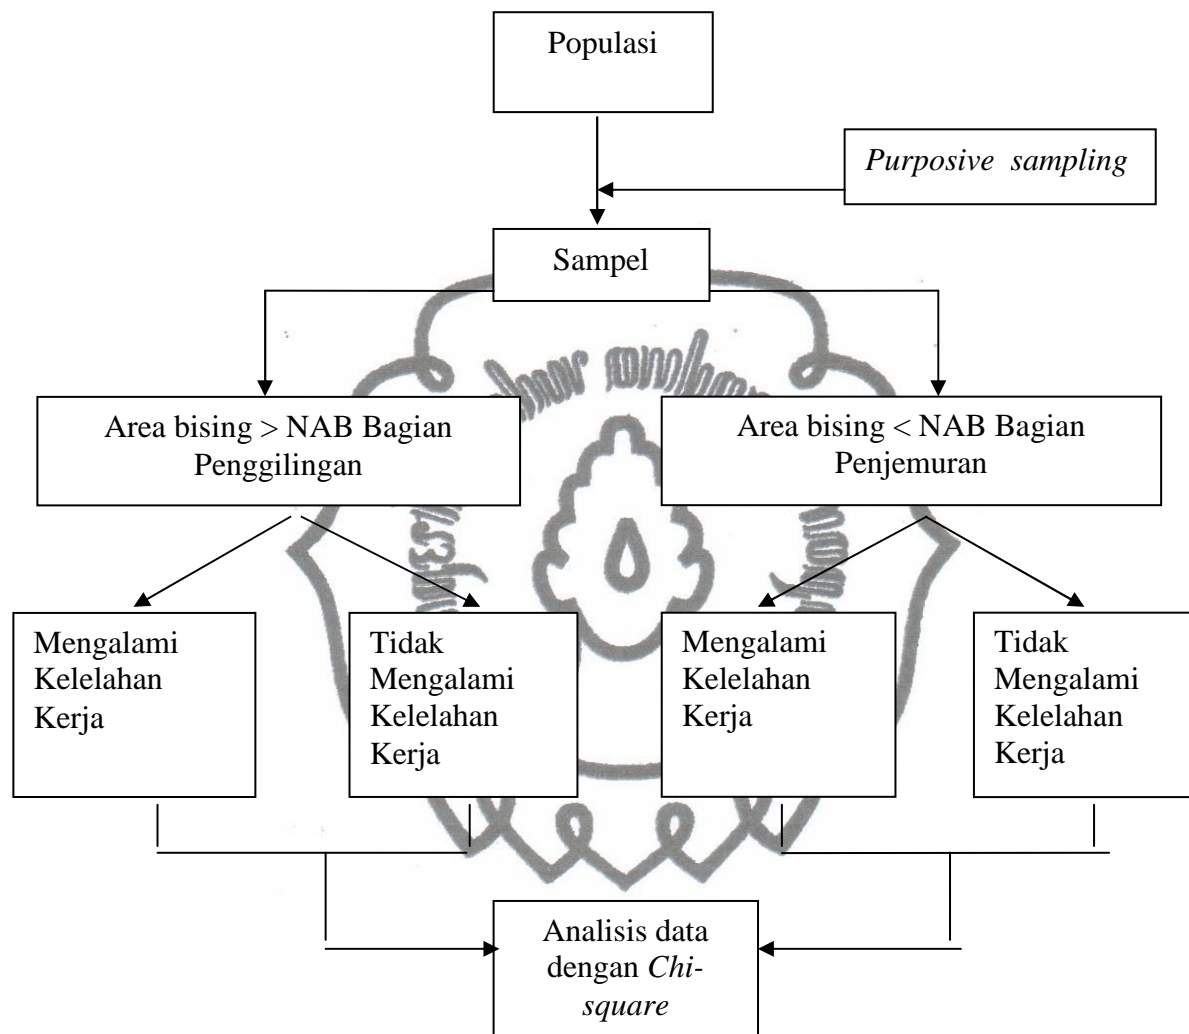 Populasi
Purposive sampling
Sampel
Area bising > NAB Bagian
Penggilingan
Area bising < NAB Bagian
Penjemuran
Mengalami
Kelelahan
Kerja
Tidak
Mengalami
Kelelahan
Kerja
Mengalami
Kelelahan
Kerja
Tidak
Mengalami
Kelelahan
Kerja
Analisis data
dengan Chi-
square